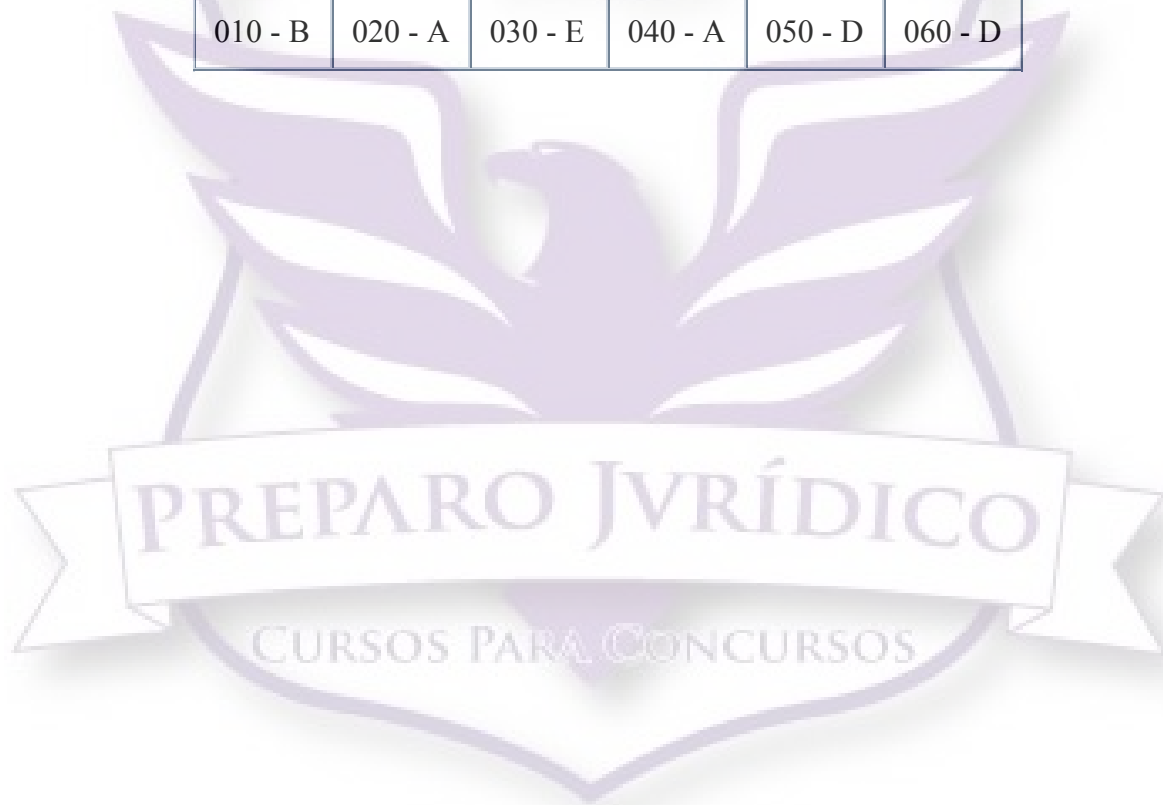 010 - B 020 - A 030 - E 040 - A 050 - D 060 - D
PREPARO JVRÍDICO
CURSOS PARA CONCURSOS